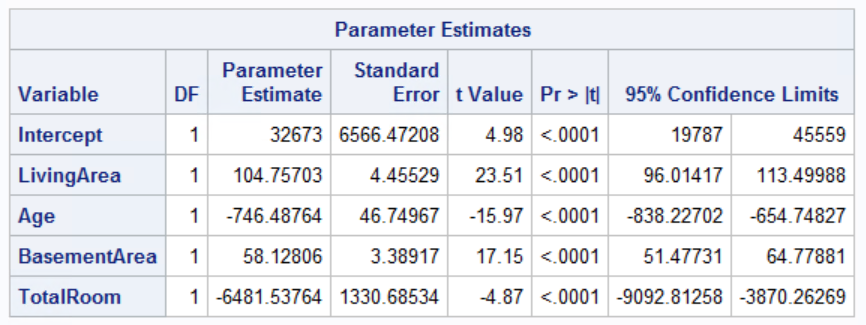 Parameter Estimates
Variable DF Parameter Estimate Standard Error t Value Pr > |t| 95% Confidence Limits
Intercept 1 32673 6566.47208 4.98 <.0001 19787 45559
LivingArea 1 104.75703 4.45529 23.51 <.0001 96.01417 113.49988
Age 1 -746.48764 46.74967 -15.97 <.0001 -838.22702 -654.74827
BasementArea 1 58.12806 3.38917 17.15 <.0001 51.47731 64.77881
TotalRoom 1 -6481.53764 1330.68534 -4.87 <.0001 -9092.81258 -3870.26269